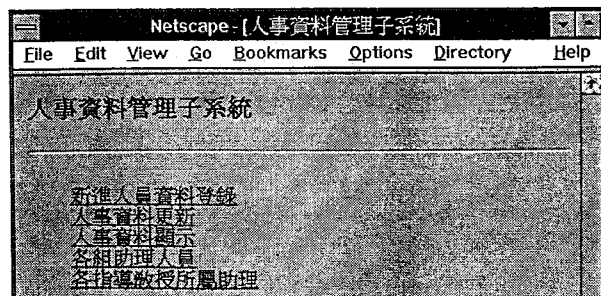 Netscape - [人事資料管理子系統]
File Edit View Go Bookmarks Options Directory Help
人事資料管理子系統
新進人員資料登錄
人事資料更新
人事資料顯示
各組助理人員
各指導教授所屬助理